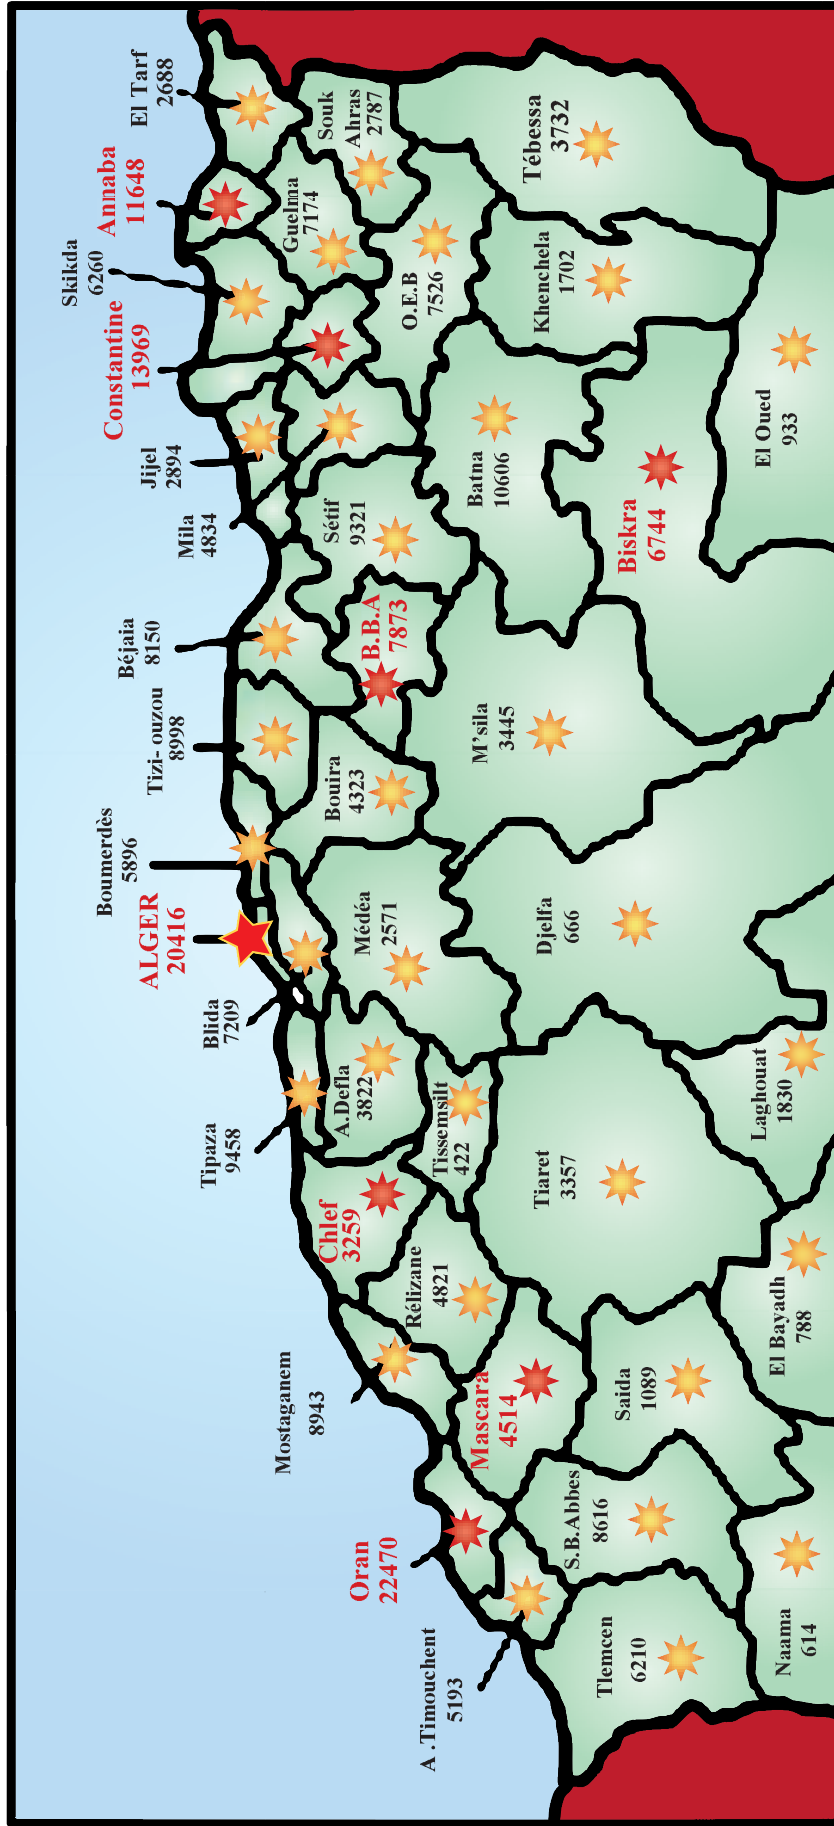 El Tarf
2688
Annaba
11648
Skikda
6260
Constantine
13969
Jijel
2894
Mila
4834
Béjaia
8150
Tizi- ouzou
8998
Boumerdès
5896
ALGER
20416
Blida
7209
Tipaza
9458
Mostaganem
8943
Oran
22470
A .Timouchent
5193
Souk
Ahras
2787
Guelma
7174
Tébessa
3732
O.E.B
7526
Khenchela
1702
Sétif
9321
Batna
10606
Biskra
6744
El Oued
933
B.B.A
7873
Bouira
4323
M'sila
3445
Médéa
2571
Djelfa
666
A.Defla
3822
Tissemsilt
422
Laghouat
1830
Chlef
3259
Tiaret
3357
Rélizane
4821
El Bayadh
788
Mascara
4514
Saida
1089
S.B.Abbes
8616
Tlemcen
6210
Naama
614